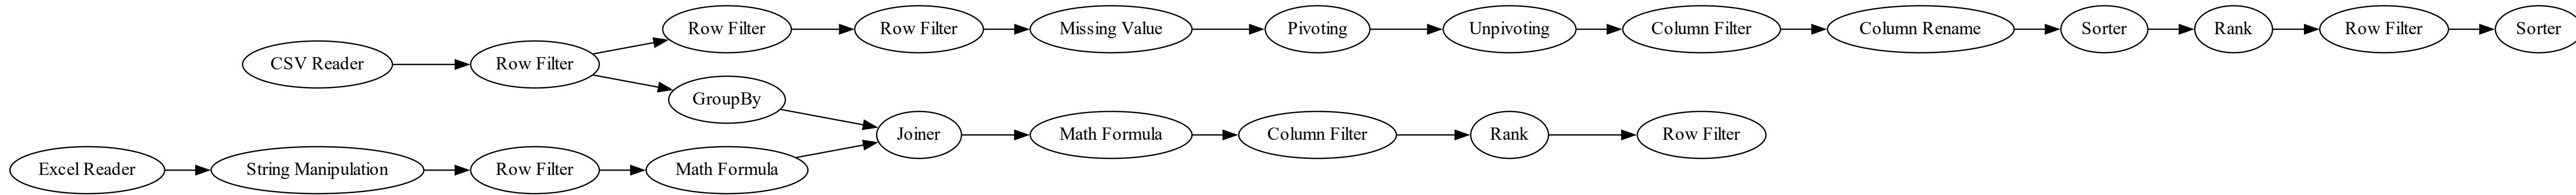 Row Filter
Row Filter
Missing Value
Pivoting
Unpivoting
Column Filter
Column Rename
Sorter
Rank
Row Filter
Sorter
CSV Reader
Row Filter
GroupBy
Joiner
Math Formula
Column Filter
Rank
Row Filter
Excel Reader
String Manipulation
Row Filter
Math Formula